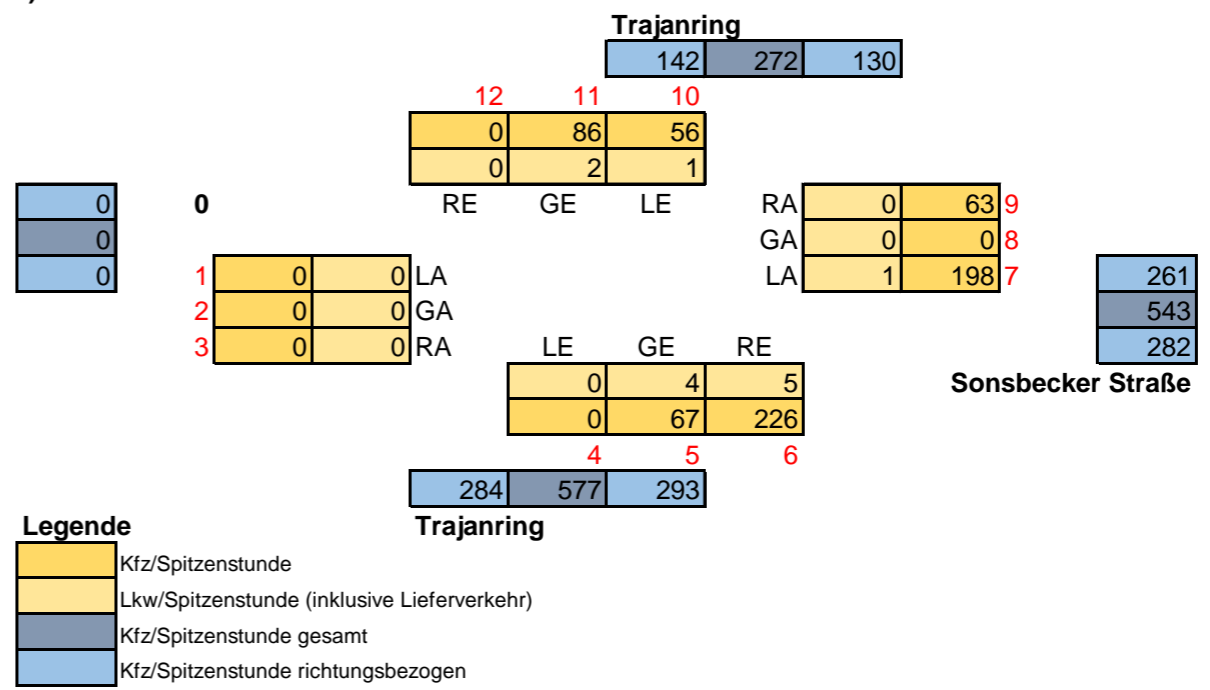 Trajanring
142 272 130
12 11 10
0 86 56
0 2 1
0 0 RE GE LE RA 0 63 9
0 GA 0 0 8
0 1 0 0 LA LA 1 198 7 261
2 0 0 GA 543
3 0 0 RA LE GE RE 282
0 4 5 Sonsbecker Straße
0 67 226
4 5 6
284 577 293
Legende Trajanring
Kfz/Spitzenstunde
Lkw/Spitzenstunde (inklusive Lieferverkehr)
Kfz/Spitzenstunde gesamt
Kfz/Spitzenstunde richtungsbezogen